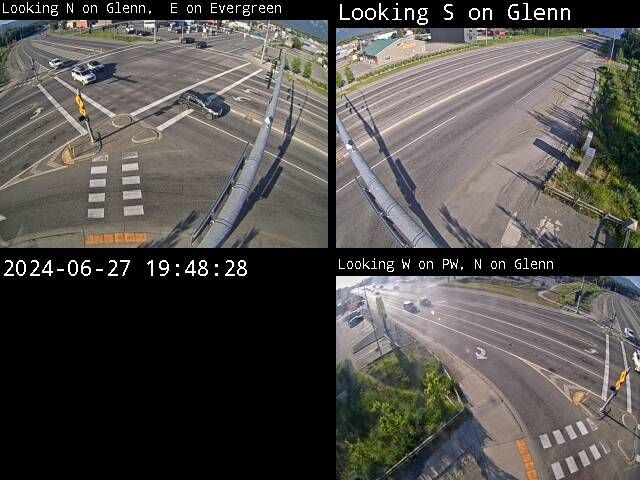 Looking N on Glenn, E on Evergreen
Looking S on Glenn
2024-06-27 19:48:28
Looking W on PW, N on Glenn